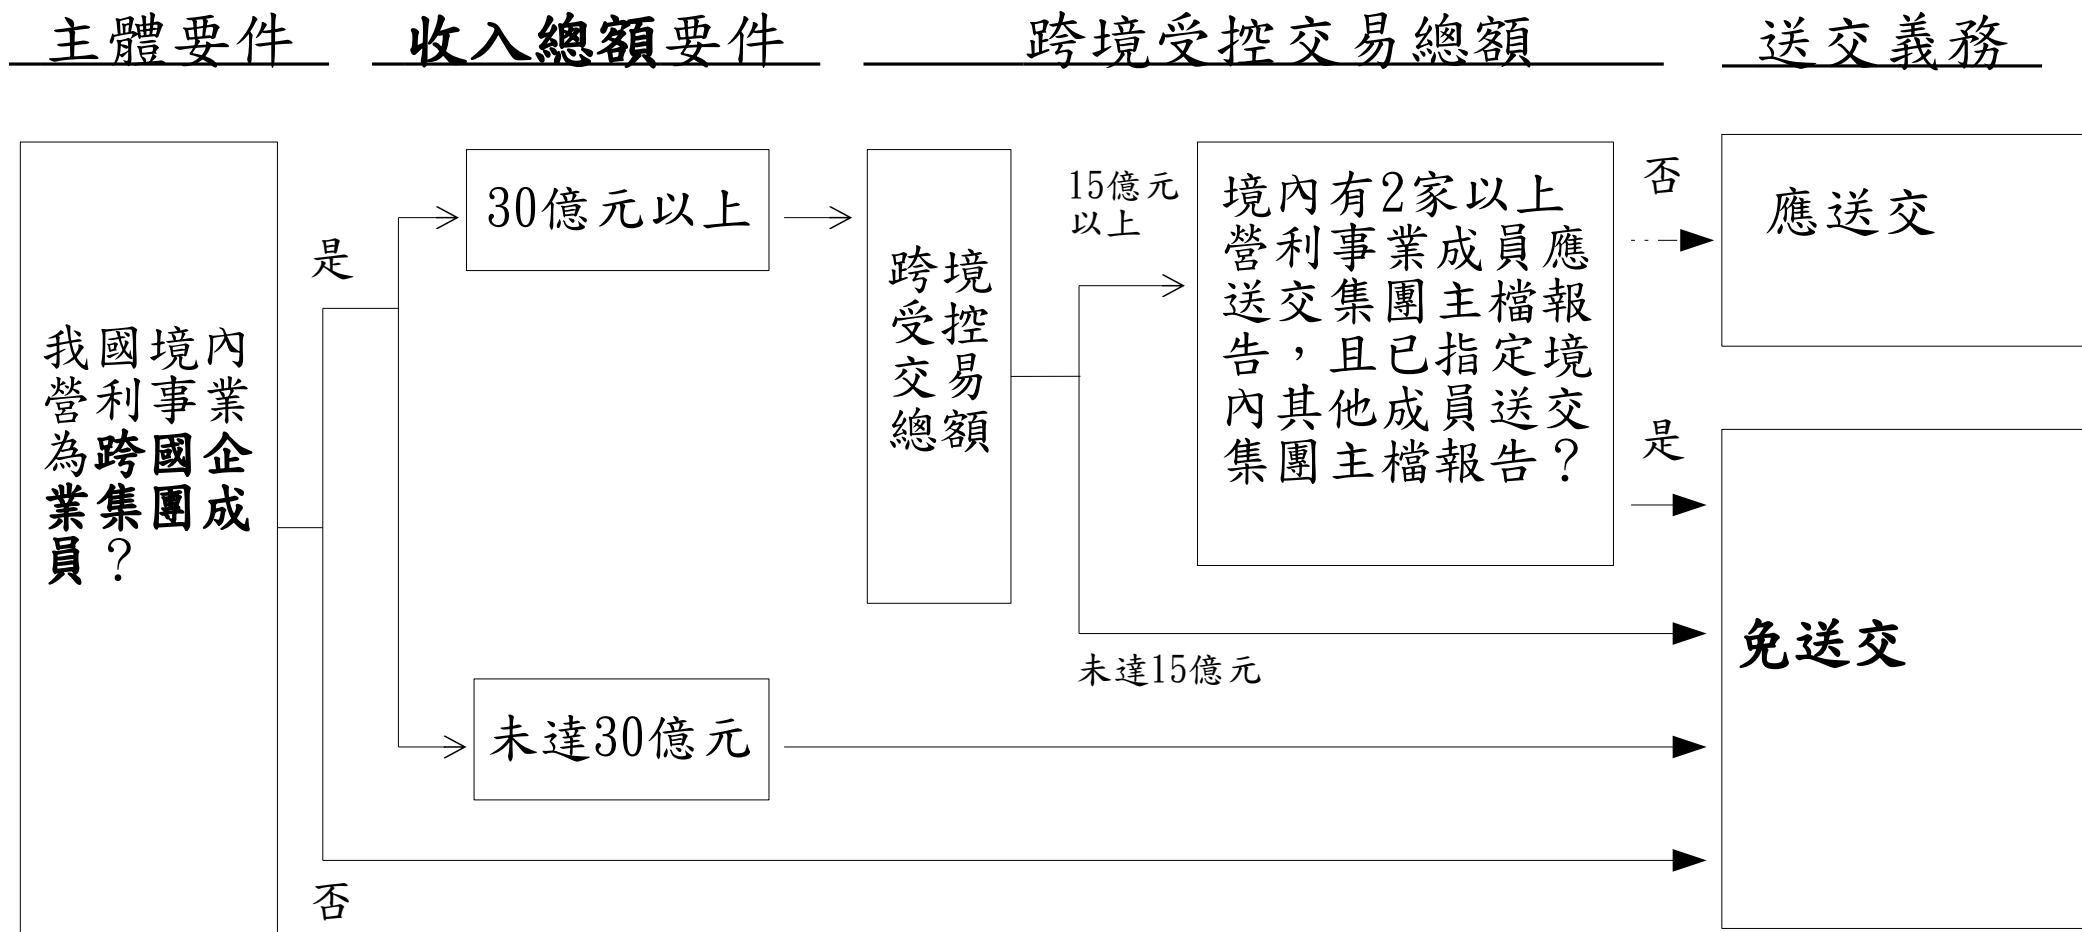 主體要件
收入總額要件
跨境受控交易總額
送交義務
我國境內
營利事業
為跨國企
業集團成
員？
是
否
30億元以上
未達30億元
跨境
受控
交易
總額
15億元
以上
未達15億元
境內有2家以上
營利事業成員應
送交集團主檔報
告，且已指定境
內其他成員送交
集團主檔報告？
否
是
應送交
免送交